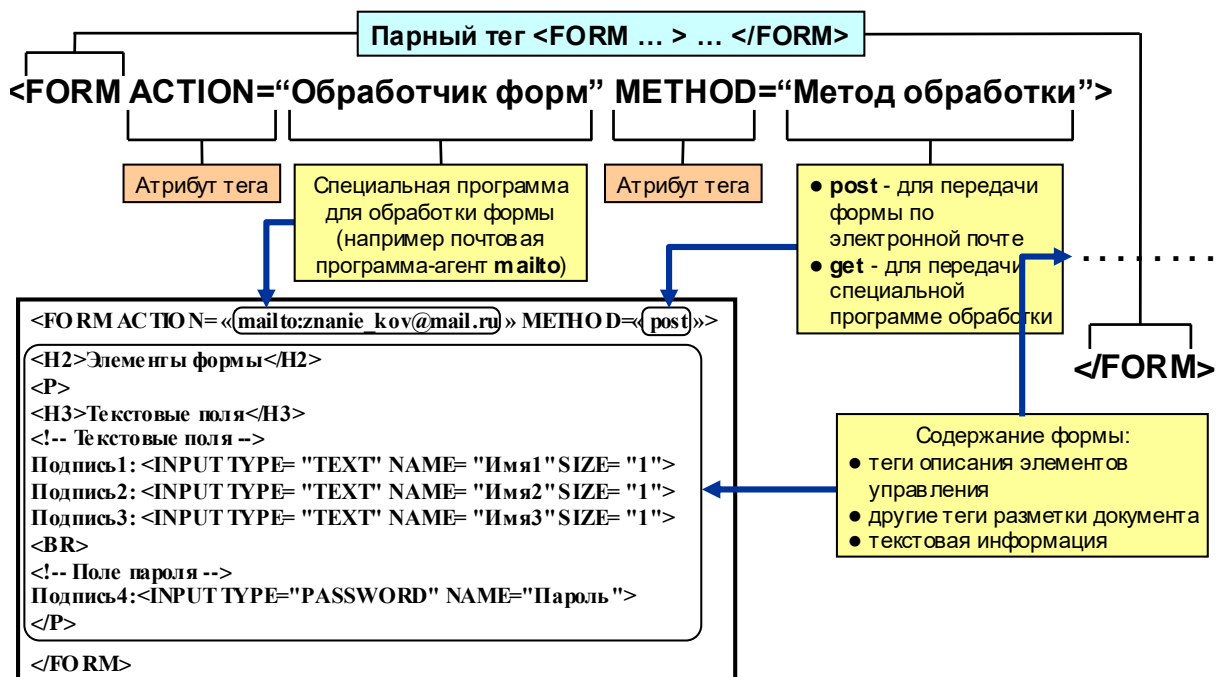 Парный тег <FORM … > … </FORM>
<FORM ACTION=“Обработчик форм” METHOD=“Метод обработки”>
Атрибут тега
Специальная программа
для обработки формы
(например почтовая
программа-агент mailto)
Атрибут тега
● post - для передачи
формы по
электронной почте
● get - для передачи
специальной
программе обработки
. . . . . . . .
</FORM>
<FORM ACTION= «mailto:znanie_kov@mail.ru» METHOD=«post»>
<H2>Элементы формы</H2>
<P>
<H3>Текстовые поля</H3>
<!-- Текстовые поля -->
Подпись1: <INPUT TYPE= "TEXT" NAME= "Имя1" SIZE= "1">
Подпись2: <INPUT TYPE= "TEXT" NAME= "Имя2" SIZE= "1">
Подпись3: <INPUT TYPE= "TEXT" NAME= "Имя3" SIZE= "1">
<BR>
<!-- Поле пароля -->
Подпись4:<INPUT TYPE="PASSWORD" NAME="Пароль">
</P>
</FORM>
Содержание формы:
● теги описания элементов
управления
● другие теги разметки документа
● текстовая информация